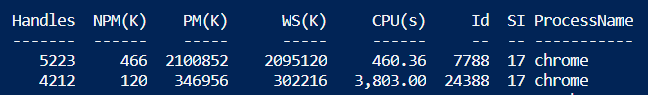 Handles NPM(K) PM(K) WS(K) CPU(s) Id SI ProcessName
------- ------ ----- ----- ------ -- -- -----------
5223 466 2100852 2095120 460.36 7788 17 chrome
4212 120 346956 302216 3,803.00 24388 17 chrome